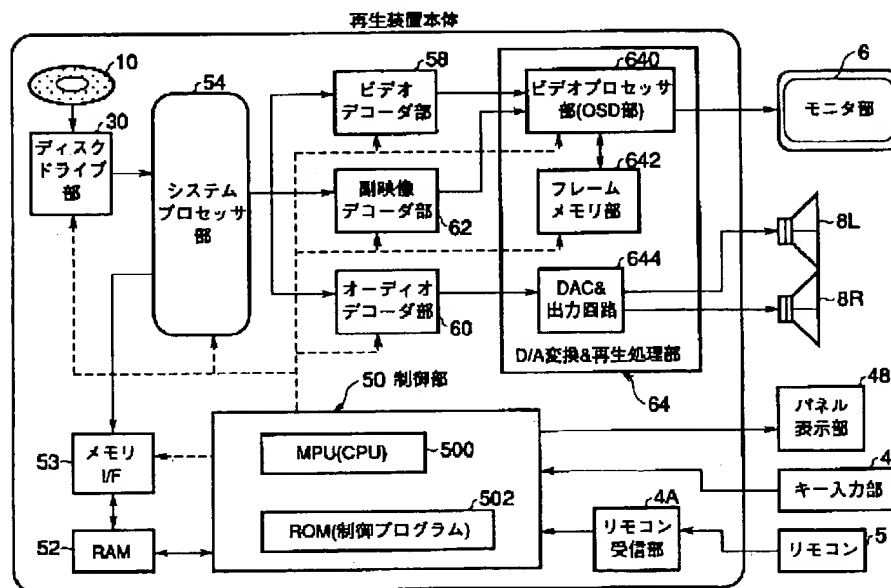 再生装置本体
10
30
ディスク
ドライブ
部
54
システム
プロセッサ
部
58
ビデオ
デコーダ部
副映像
デコーダ部
62
オーディオ
デコーダ部
60
640
ビデオプロセッサ
部(OSD部)
642
フレーム
メモリ部
644
DAC&
出力回路
D/A変換&再生処理部
64
6
モニタ部
8L
8R
50 制御部
MPU(CPU)
500
502
ROM(制御プログラム)
53
メモリ
I/F
52
RAM
4A
リモコン
受信部
48
パネル
表示部
4
キー入力部
リモコン
5